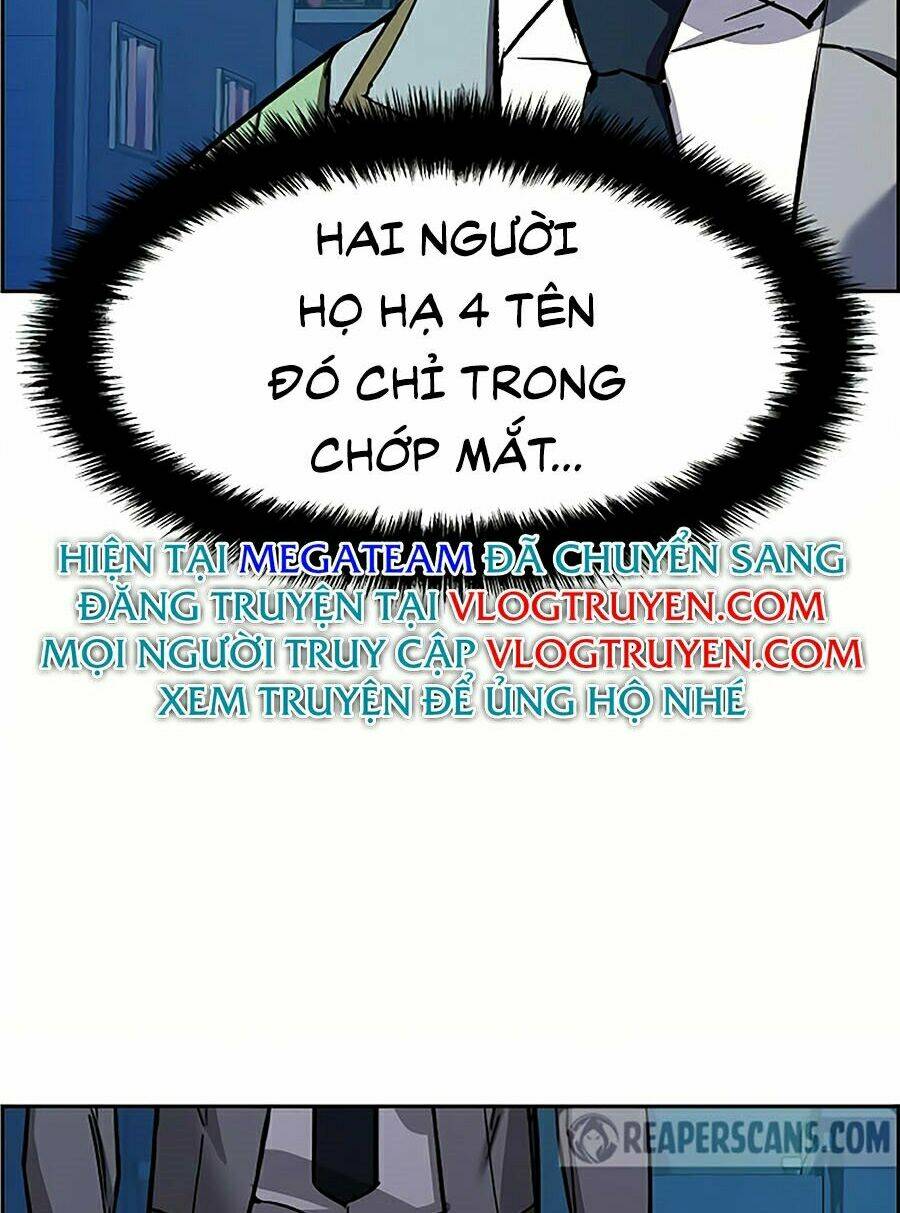 HAI NGƯỜI
HỌ HẠ 4 TÊN
ĐÓ CHỈ TRONG
CHỚP MẮT...
HIỆN TẠI MEGATEAM ĐÃ CHUYỂN SANG
ĐĂNG TRUYỆN TẠI VLOGTRUYEN.COM
MỌI NGƯỜI TRUY CẬP VLOGTRUYEN.COM
XEM TRUYỆN ĐỂ ỦNG HỘ NHÉ
REAPERSCANS.COM